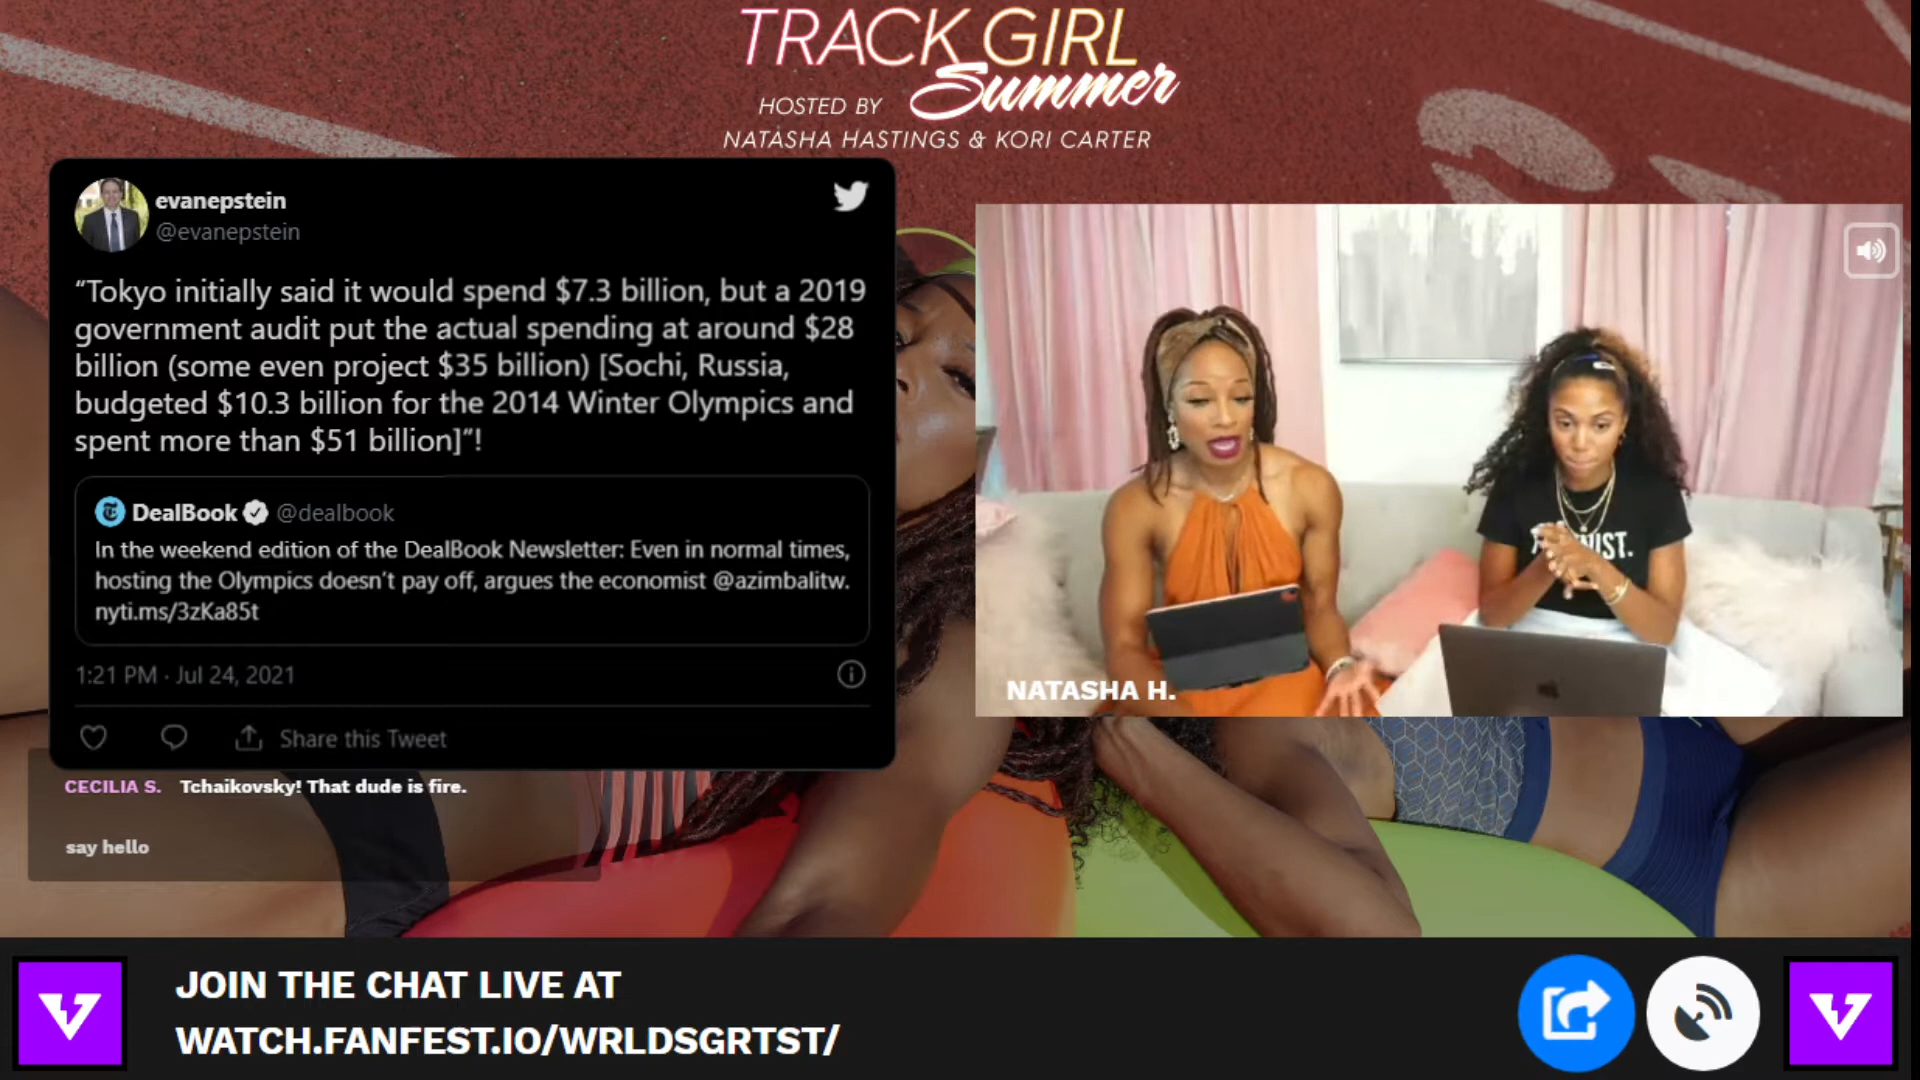 TRACK GIRL
Summer
HOSTED BY
NATASHA HASTINGS & KORI CARTER
evanepstein
@evanepstein
“Tokyo initially said it would spend $7.3 billion, but a 2019
government audit put the actual spending at around $28
billion (some even project $35 billion) [Sochi, Russia,
budgeted $10.3 billion for the 2014 Winter Olympics and
spent more than $51 billion]”!
DealBook @dealbook
In the weekend edition of the DealBook Newsletter: Even in normal times,
hosting the Olympics doesn’t pay off, argues the economist @azimbalitw.
nyti.ms/3zKa85t
1:21 PM · Jul 24, 2021
Share this Tweet
NATASHA H.
CECILIA S. Tchaikovsky! That dude is fire.
say hello
JOIN THE CHAT LIVE AT
WATCH.FANFEST.IO/WRLDSGRTST/